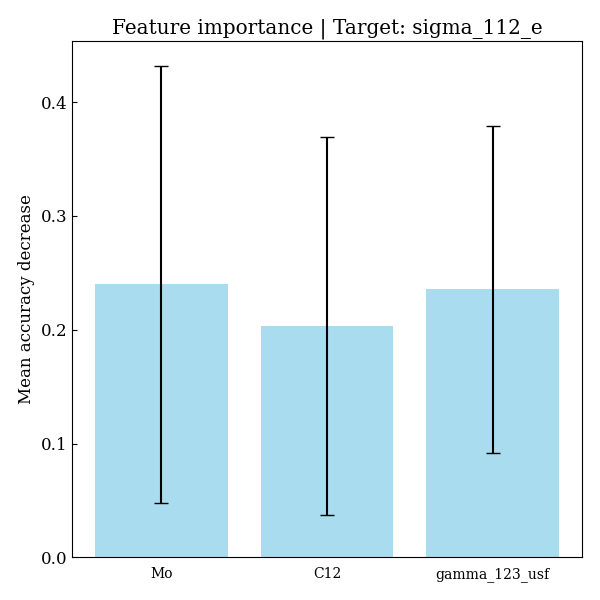 Feature importance | Target: sigma_112_e
Mean accuracy decrease
0.4
0.3
0.2
0.1
0.0
Mo
C12
gamma_123_usf